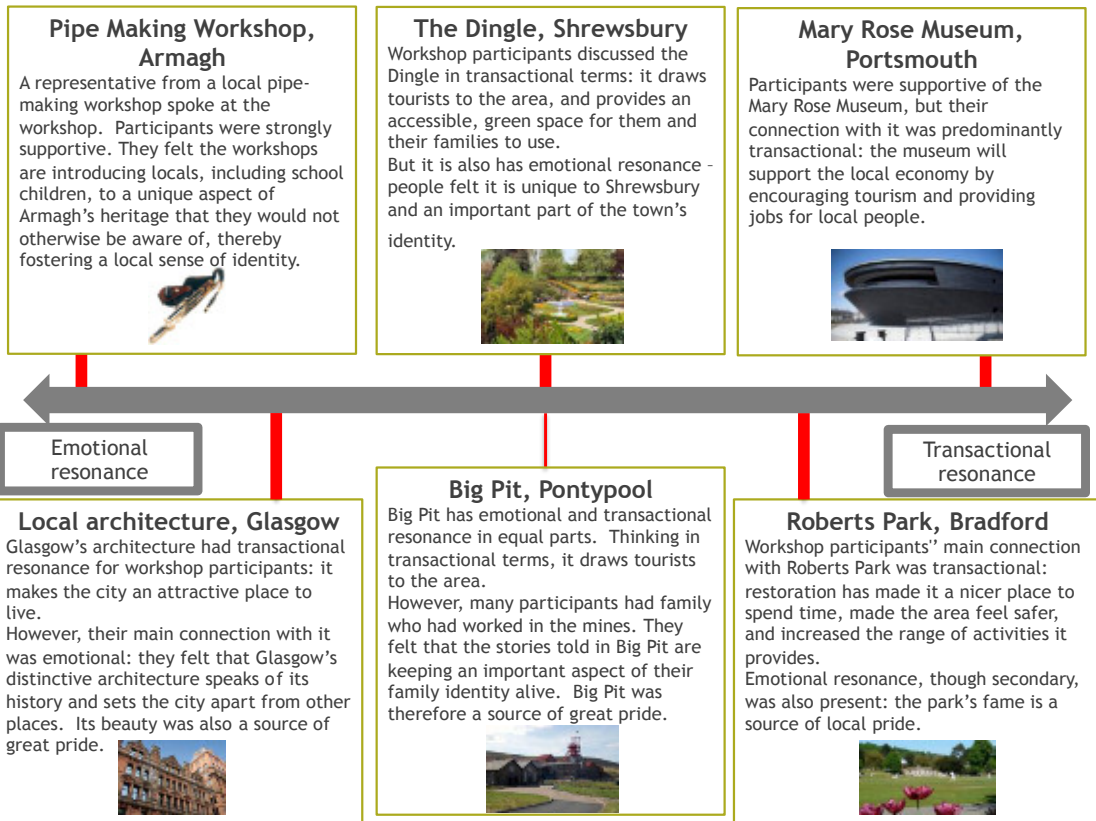 Pipe Making Workshop,
Armagh
A representative from a local pipe-
making workshop spoke at the
workshop.  Participants were strongly
supportive. They felt the workshops
are introducing locals, including school
children, to a unique aspect of
Armagh’s heritage that they would not
otherwise be aware of, thereby
fostering a local sense of identity.
The Dingle, Shrewsbury
Workshop participants discussed the
Dingle in transactional terms: it draws
tourists to the area, and provides an
accessible, green space for them and
their families to use.
But it is also has emotional resonance –
people felt it is unique to Shrewsbury
and an important part of the town’s
identity.
Mary Rose Museum,
Portsmouth
Participants were supportive of the
Mary Rose Museum, but their
connection with it was predominantly
transactional: the museum will
support the local economy by
encouraging tourism and providing
jobs for local people.
Emotional
resonance
Transactional
resonance
Local architecture, Glasgow
Glasgow’s architecture had transactional
resonance for workshop participants: it
makes the city an attractive place to
live.
However, their main connection with it
was emotional: they felt that Glasgow’s
distinctive architecture speaks of its
history and sets the city apart from other
places.  Its beauty was also a source of
great pride.
Big Pit, Pontypool
Big Pit has emotional and transactional
resonance in equal parts.  Thinking in
transactional terms, it draws tourists
to the area.
However, many participants had family
who had worked in the mines. They
felt that the stories told in Big Pit are
keeping an important aspect of their
family identity alive.  Big Pit was
therefore a source of great pride.
Roberts Park, Bradford
Workshop participants'’ main connection
with Roberts Park was transactional:
restoration has made it a nicer place to
spend time, made the area feel safer,
and increased the range of activities it
provides.
Emotional resonance, though secondary,
was also present: the park’s fame is a
source of local pride.